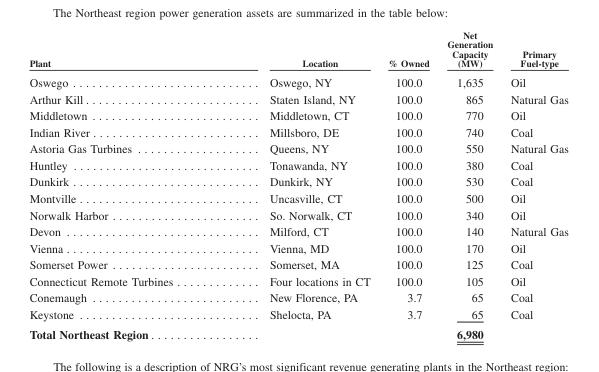 The Northeast region power generation assets are summarized in the table below:
Net
Generation
Capacity
(MW)
Primary
Fuel-type
Plant Location % Owned
Oswego . . . . . . . . . . . . . . . . . . . . . . . . . . . . . Oswego, NY 100.0 1,635 Oil
Arthur Kill . . . . . . . . . . . . . . . . . . . . . . . . . . . Staten Island, NY 100.0 865 Natural Gas
Middletown . . . . . . . . . . . . . . . . . . . . . . . . . . Middletown, CT 100.0 770 Oil
Indian River . . . . . . . . . . . . . . . . . . . . . . . . . . Millsboro, DE 100.0 740 Coal
Astoria Gas Turbines . . . . . . . . . . . . . . . . . . . Queens, NY 100.0 550 Natural Gas
Huntley . . . . . . . . . . . . . . . . . . . . . . . . . . . . . Tonawanda, NY 100.0 380 Coal
Dunkirk . . . . . . . . . . . . . . . . . . . . . . . . . . . . . Dunkirk, NY 100.0 530 Coal
Montville . . . . . . . . . . . . . . . . . . . . . . . . . . . . Uncasville, CT 100.0 500 Oil
Norwalk Harbor . . . . . . . . . . . . . . . . . . . . . . . So. Norwalk, CT 100.0 340 Oil
Devon . . . . . . . . . . . . . . . . . . . . . . . . . . . . . . Milford, CT 100.0 140 Natural Gas
Vienna . . . . . . . . . . . . . . . . . . . . . . . . . . . . . . Vienna, MD 100.0 170 Oil
Somerset Power . . . . . . . . . . . . . . . . . . . . . . . Somerset, MA 100.0 125 Coal
Connecticut Remote Turbines . . . . . . . . . . . . . Four locations in CT 100.0 105 Oil
Conemaugh . . . . . . . . . . . . . . . . . . . . . . . . . . New Florence, PA 3.7 65 Coal
Keystone . . . . . . . . . . . . . . . . . . . . . . . . . . . . Shelocta, PA 3.7 65 Coal
Total Northeast Region . . . . . . . . . . . . . . . . . 6,980
The following is a description of NRG's most significant revenue generating plants in the Northeast region: